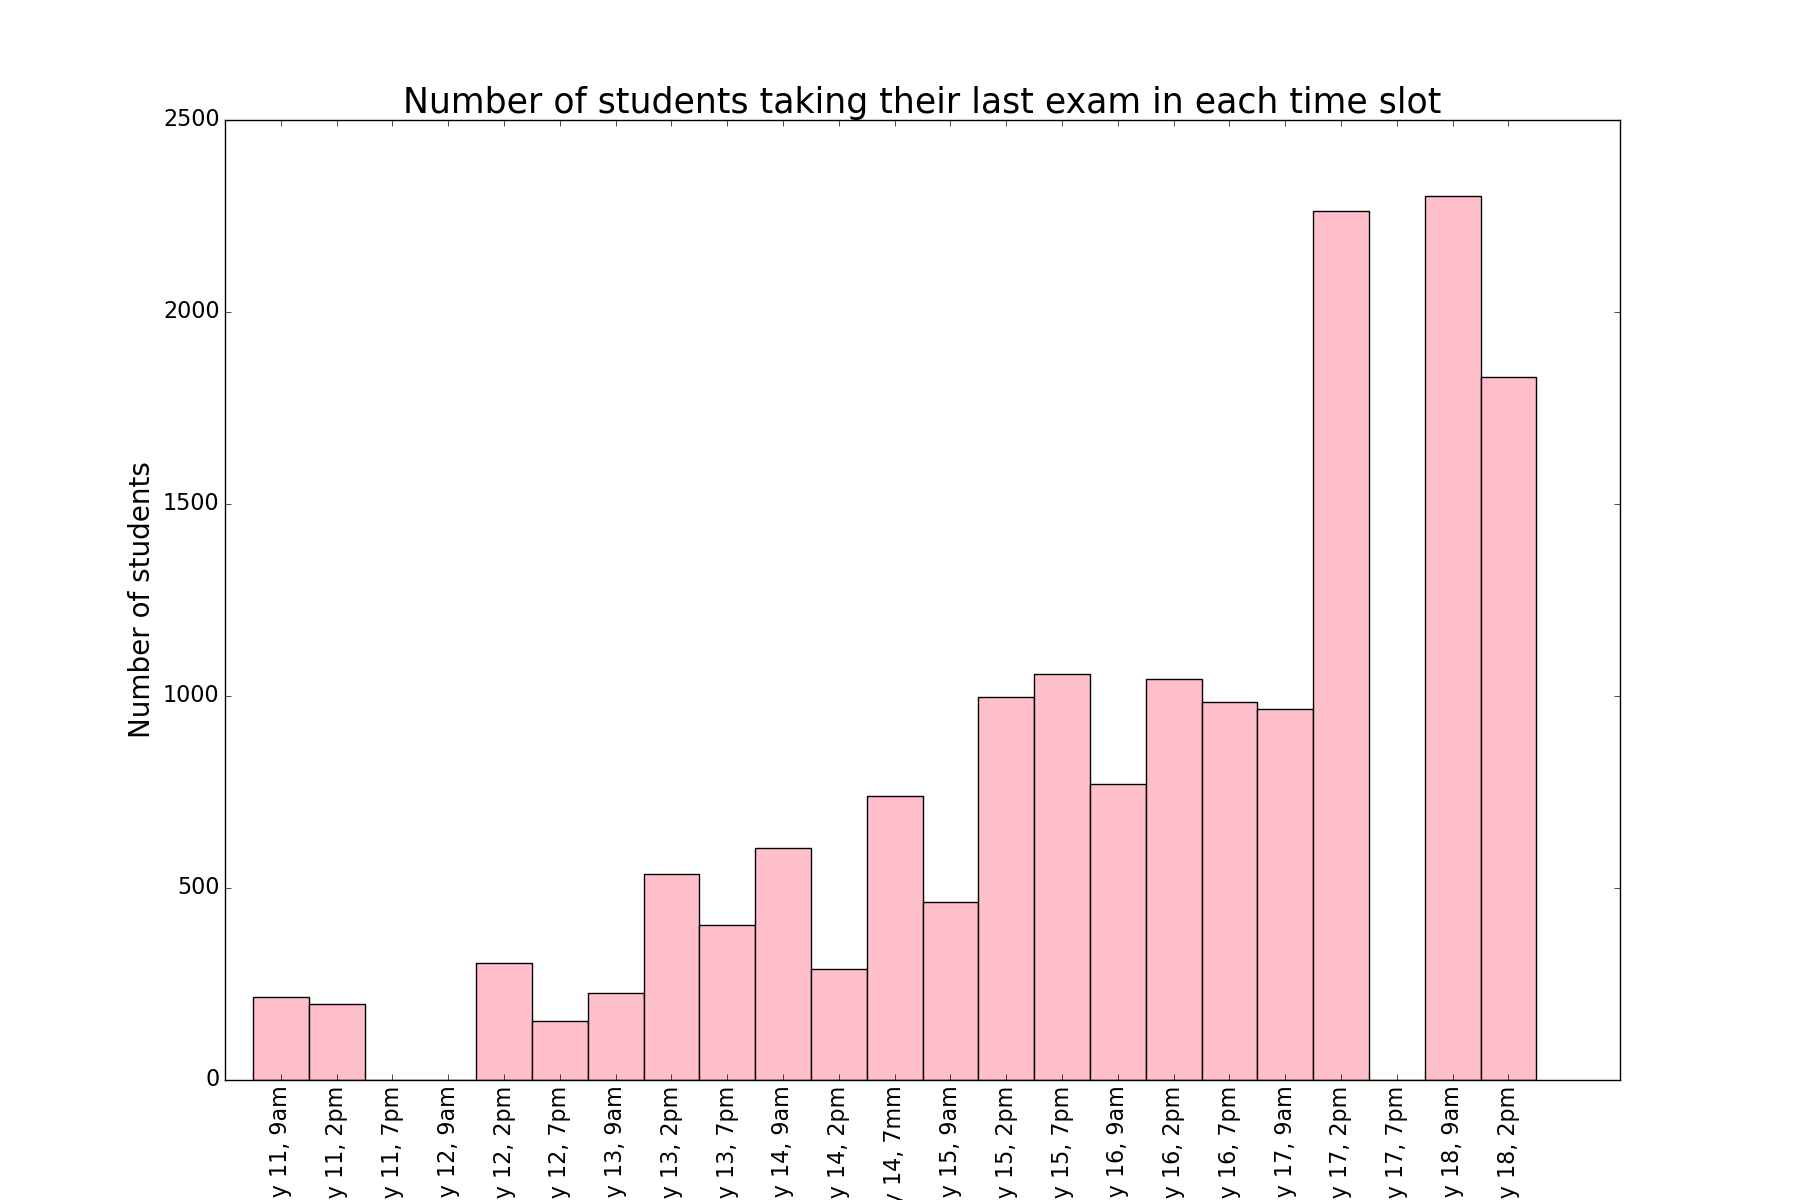 Number of students taking their last exam in each time slot
Number of students
2500
2000
1500
1000
500
0
y 11, 9am
y 11, 2pm
y 11, 7pm
y 12, 9am
y 12, 2pm
y 12, 7pm
y 13, 9am
y 13, 2pm
y 13, 7pm
y 14, 9am
y 14, 2pm
y 14, 7mm
y 15, 9am
y 15, 2pm
y 15, 7pm
y 16, 9am
y 16, 2pm
y 16, 7pm
y 17, 9am
y 17, 2pm
y 17, 7pm
y 18, 9am
y 18, 2pm